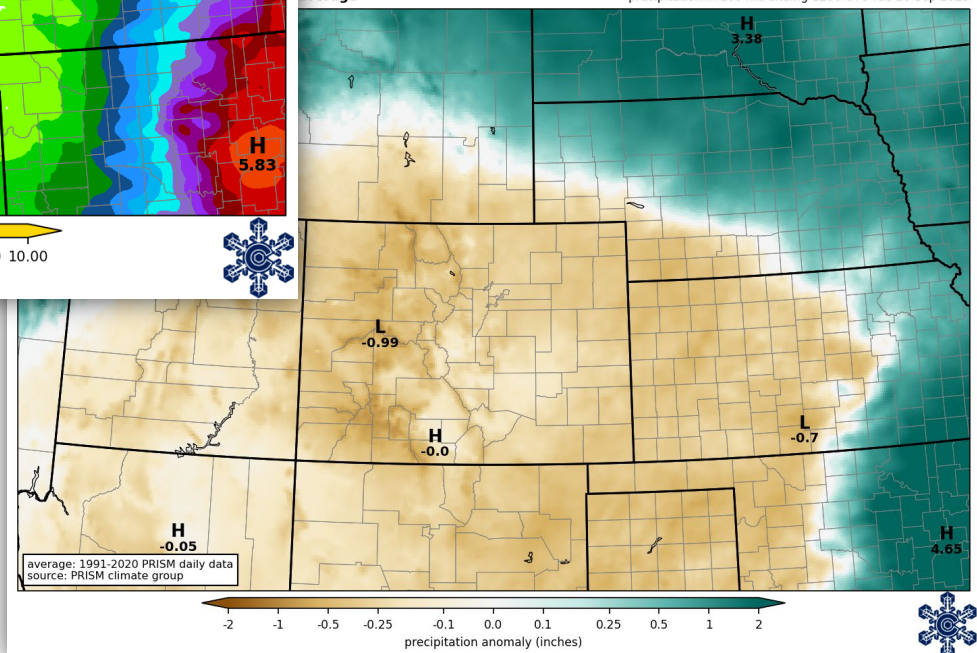 H
3.38
H
5.83
10.00
L
-0.99
L
-0.7
H
-0.0
H
-0.05
H
4.65
average: 1991-2020 PRISM daily data
source: PRISM climate group
-2 -1 -0.5 -0.25 -0.1 0.0 0.1 0.25 0.5 1 2
precipitation anomaly (inches)